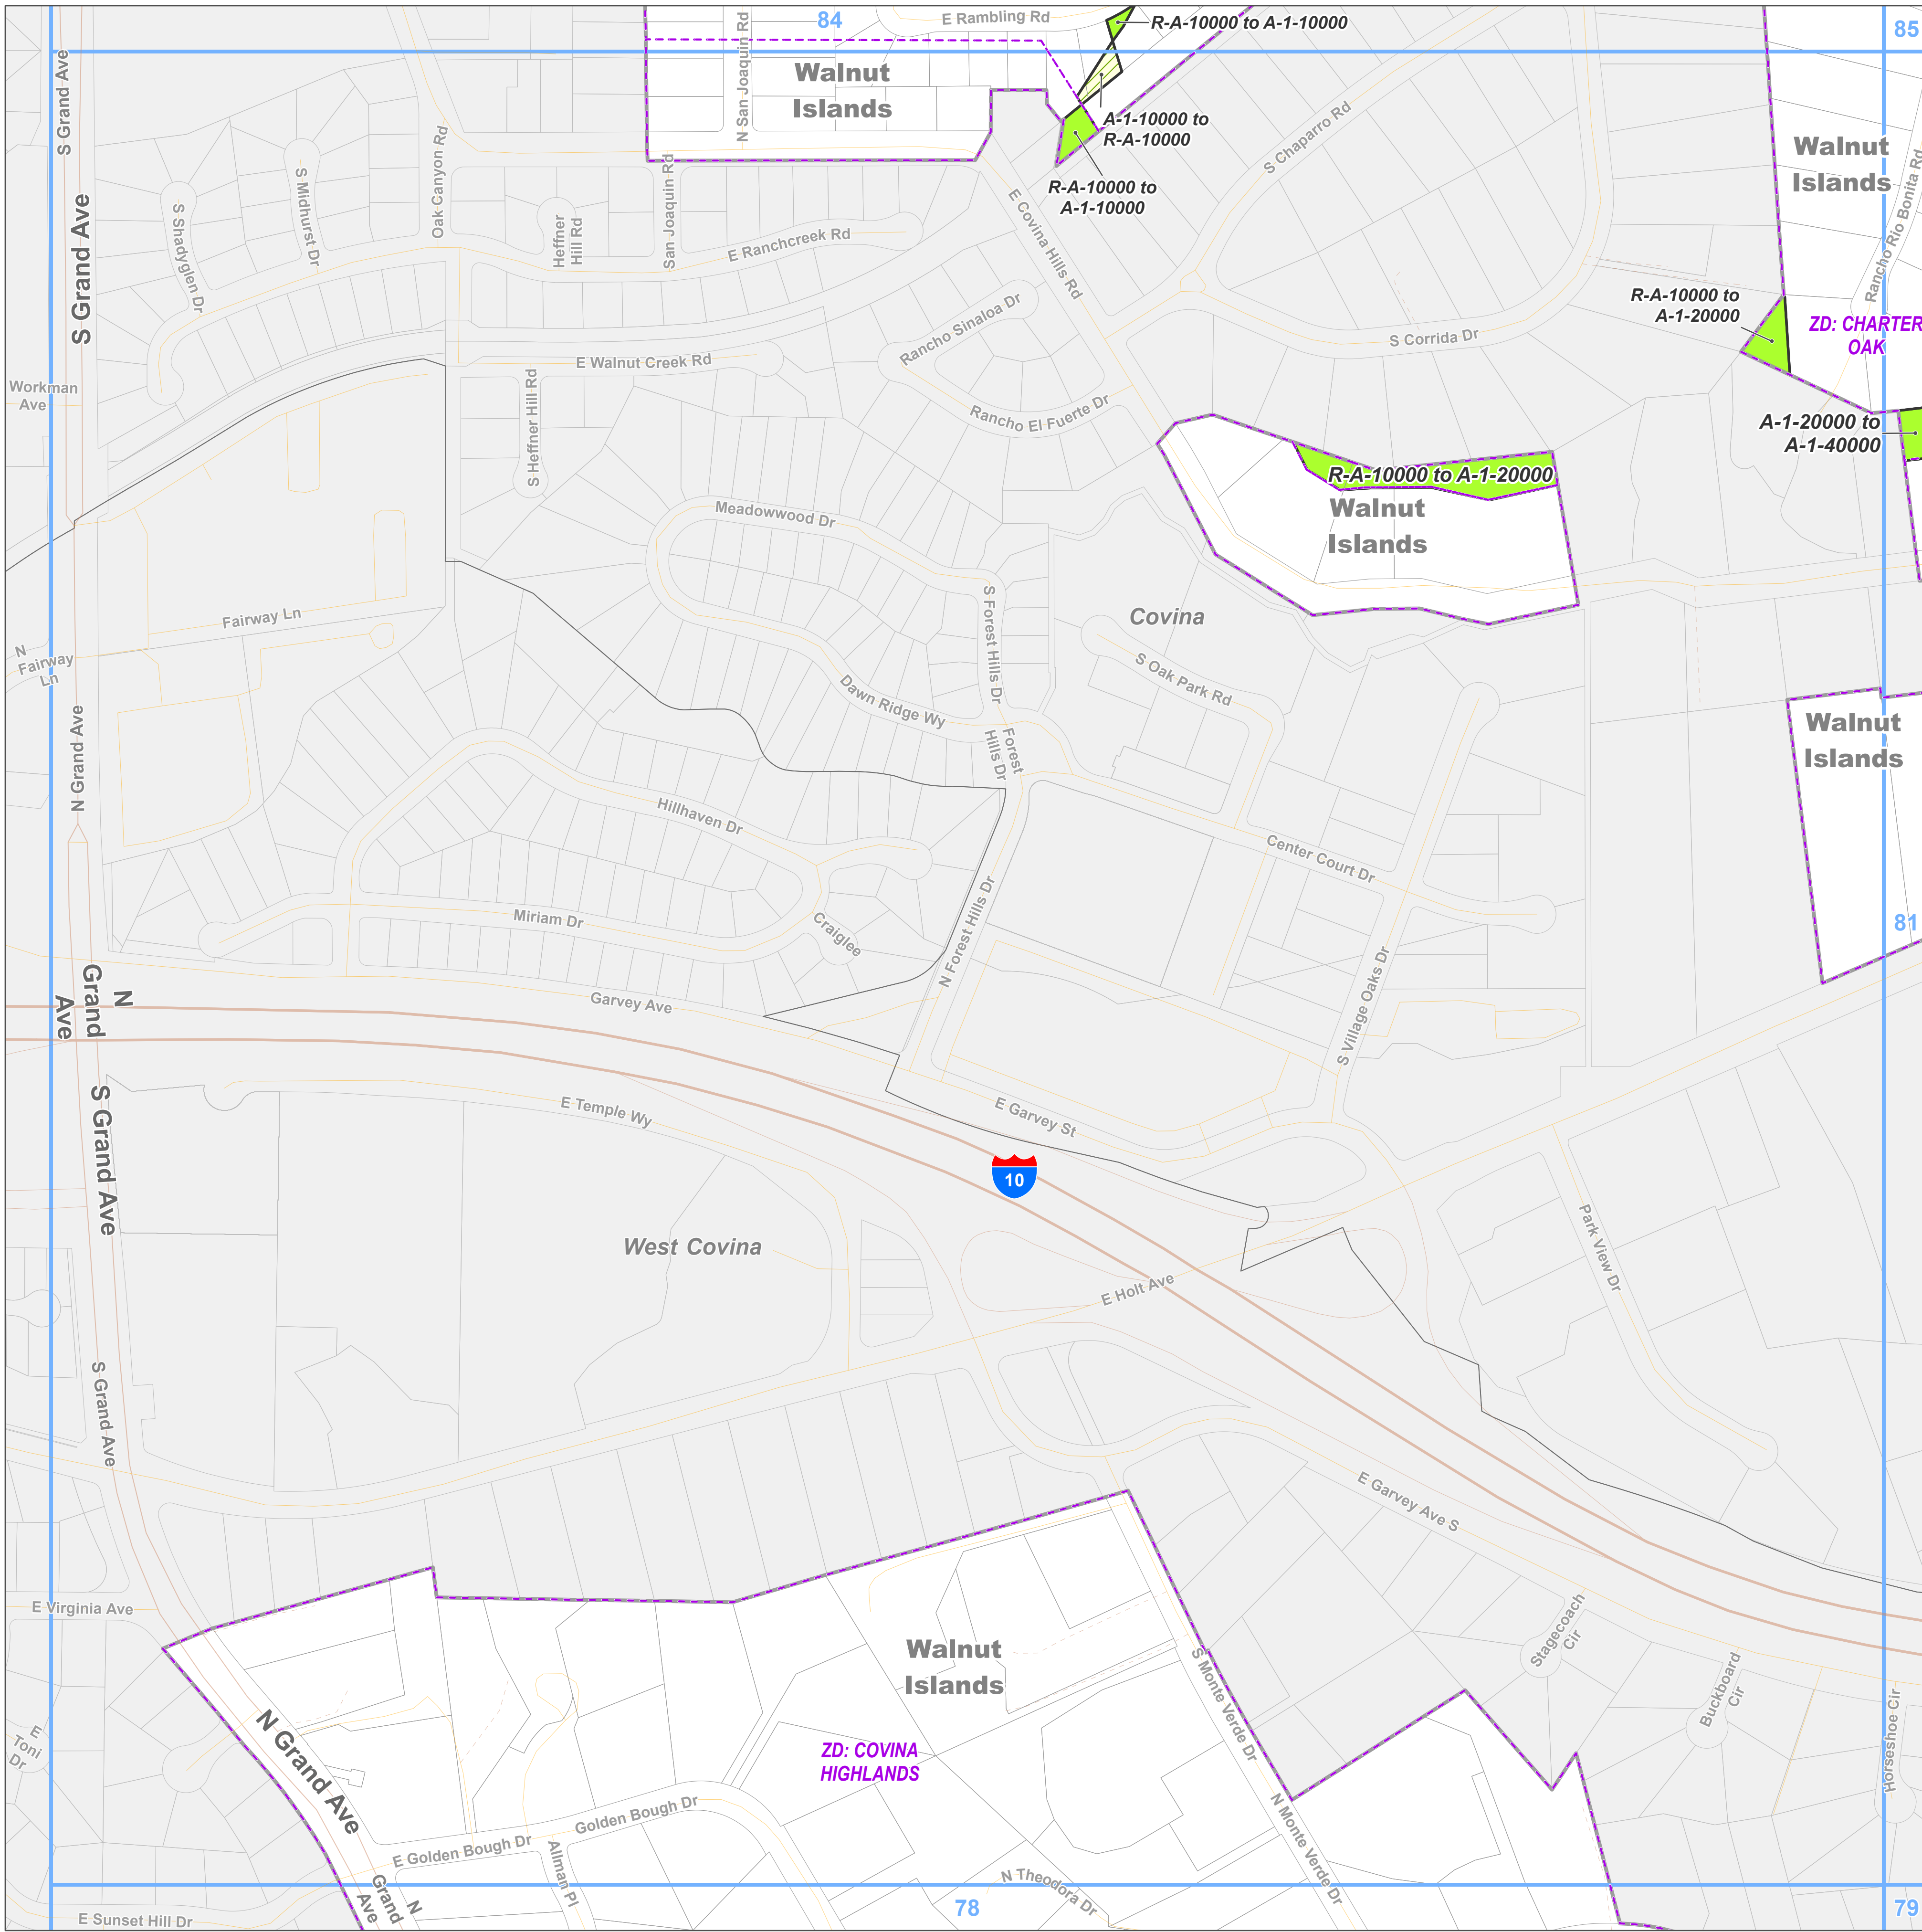 84
85
E Rambling Rd
R-A-10000 to A-1-10000
S Grand Ave
N San Joaquin Rd
Walnut
Islands
A-1-10000 to
R-A-10000
R-A-10000 to
A-1-10000
S Chaparro Rd
Walnut
Islands
Rancho Rio Bonita Rd
S Grand Ave
S Shadyglen Dr
S Midhurst Dr
Oak Canyon Rd
Heffner
Hill Rd
San Joaquin Rd
E Ranchcreek Rd
E Covina Hills Rd
Rancho Sinaloa Dr
S Corrida Dr
R-A-10000 to
A-1-20000
ZD: CHARTER
OAK
Workman
Ave
E Walnut Creek Rd
S Heffner Hill Rd
Rancho El Fuerte Dr
A-1-20000 to
A-1-40000
R-A-10000 to A-1-20000
Walnut
Islands
Meadowwood Dr
S Forest Hills Dr
Covina
Fairway Ln
N
Fairway
Ln
S Oak Park Rd
Dawn Ridge Wy
Forest
Hills Dr
Walnut
Islands
N Grand Ave
Hillhaven Dr
Center Court Dr
Miriam Dr
Craiglee
N Forest Hills Dr
81
N
Grand
Ave
Garvey Ave
S Village Oaks Dr
S Grand Ave
E Temple Wy
E Garvey St
10
West Covina
E Holt Ave
Park View Dr
S Grand Ave
E Garvey Ave S
E Virginia Ave
Walnut
Islands
S Monte Verde Dr
Stagecoach
Cir
Buckboard
Cir
Horseshoe Cir
E
Toni
Dr
N Grand Ave
ZD: COVINA
HIGHLANDS
Golden Bough Dr
E Golden Bough Dr
Allman Pl
N Monte Verde Dr
N Theodora Dr
N
Grand
Ave
E Sunset Hill Dr
78
79